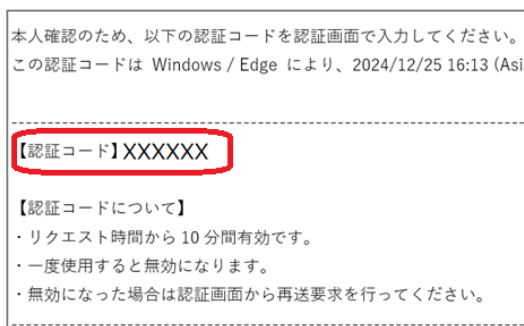 本人確認のため、以下の認証コードを認証画面で入力してください。
この認証コードは Windows / Edge により、2024/12/25 16:13 (Asi
【認証コード】XXXXXX
【認証コードについて】
・リクエスト時間から 10 分間有効です。
・一度使用すると無効になります。
・無効になった場合は認証画面から再送要求を行ってください。